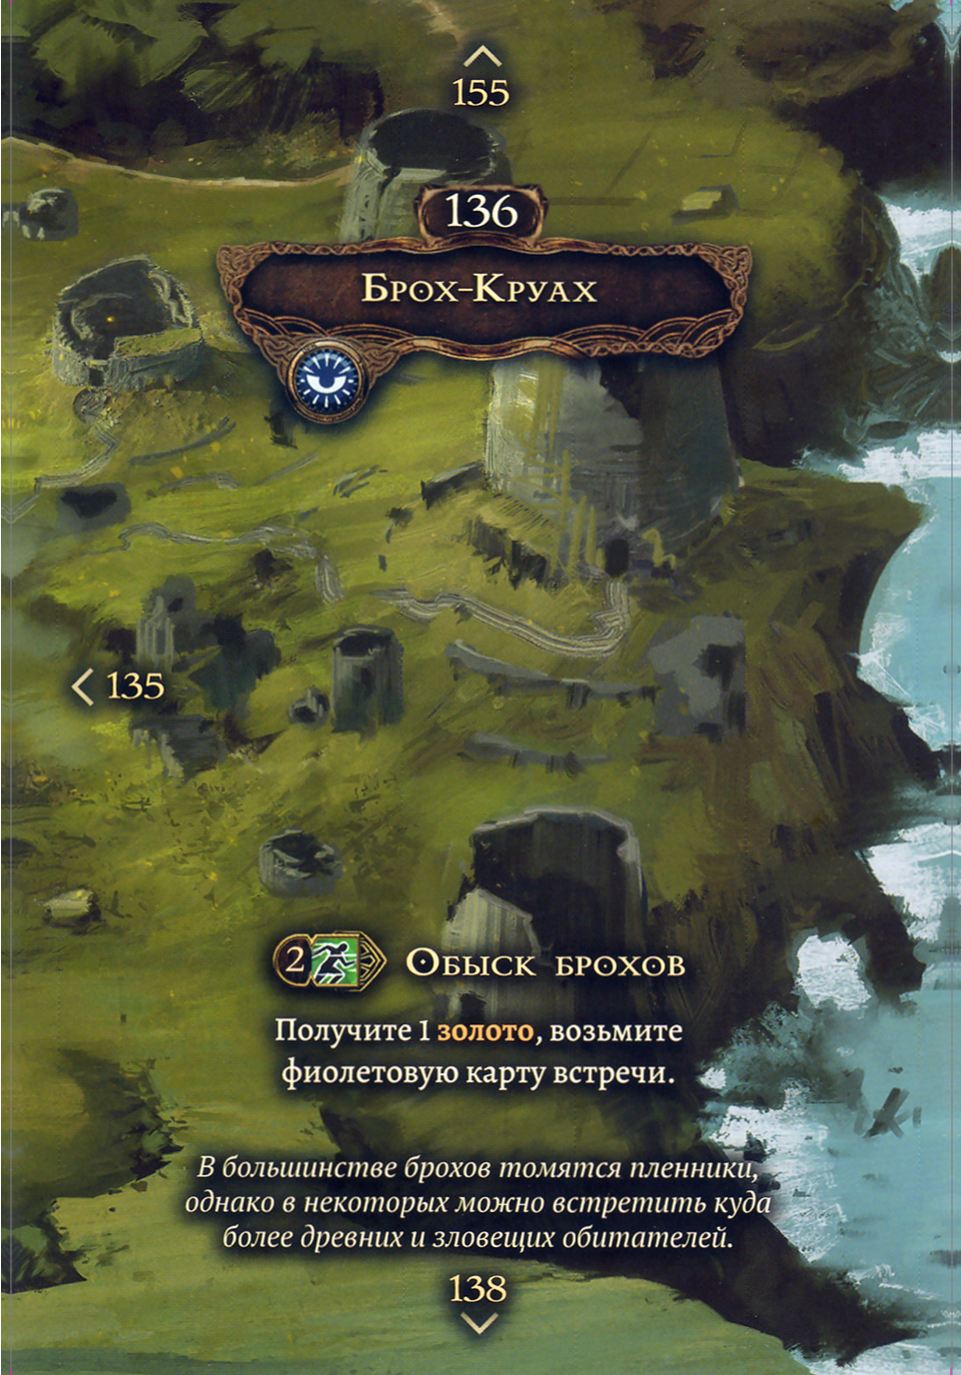 155
136
Брох-Круах
135
2 Обыск брохов
Получите 1 золото, возьмите
фиолетовую карту встречи.
В большинстве брохов томятся пленники,
однако в некоторых можно встретить куда
более древних и зловещих обитателей.
138